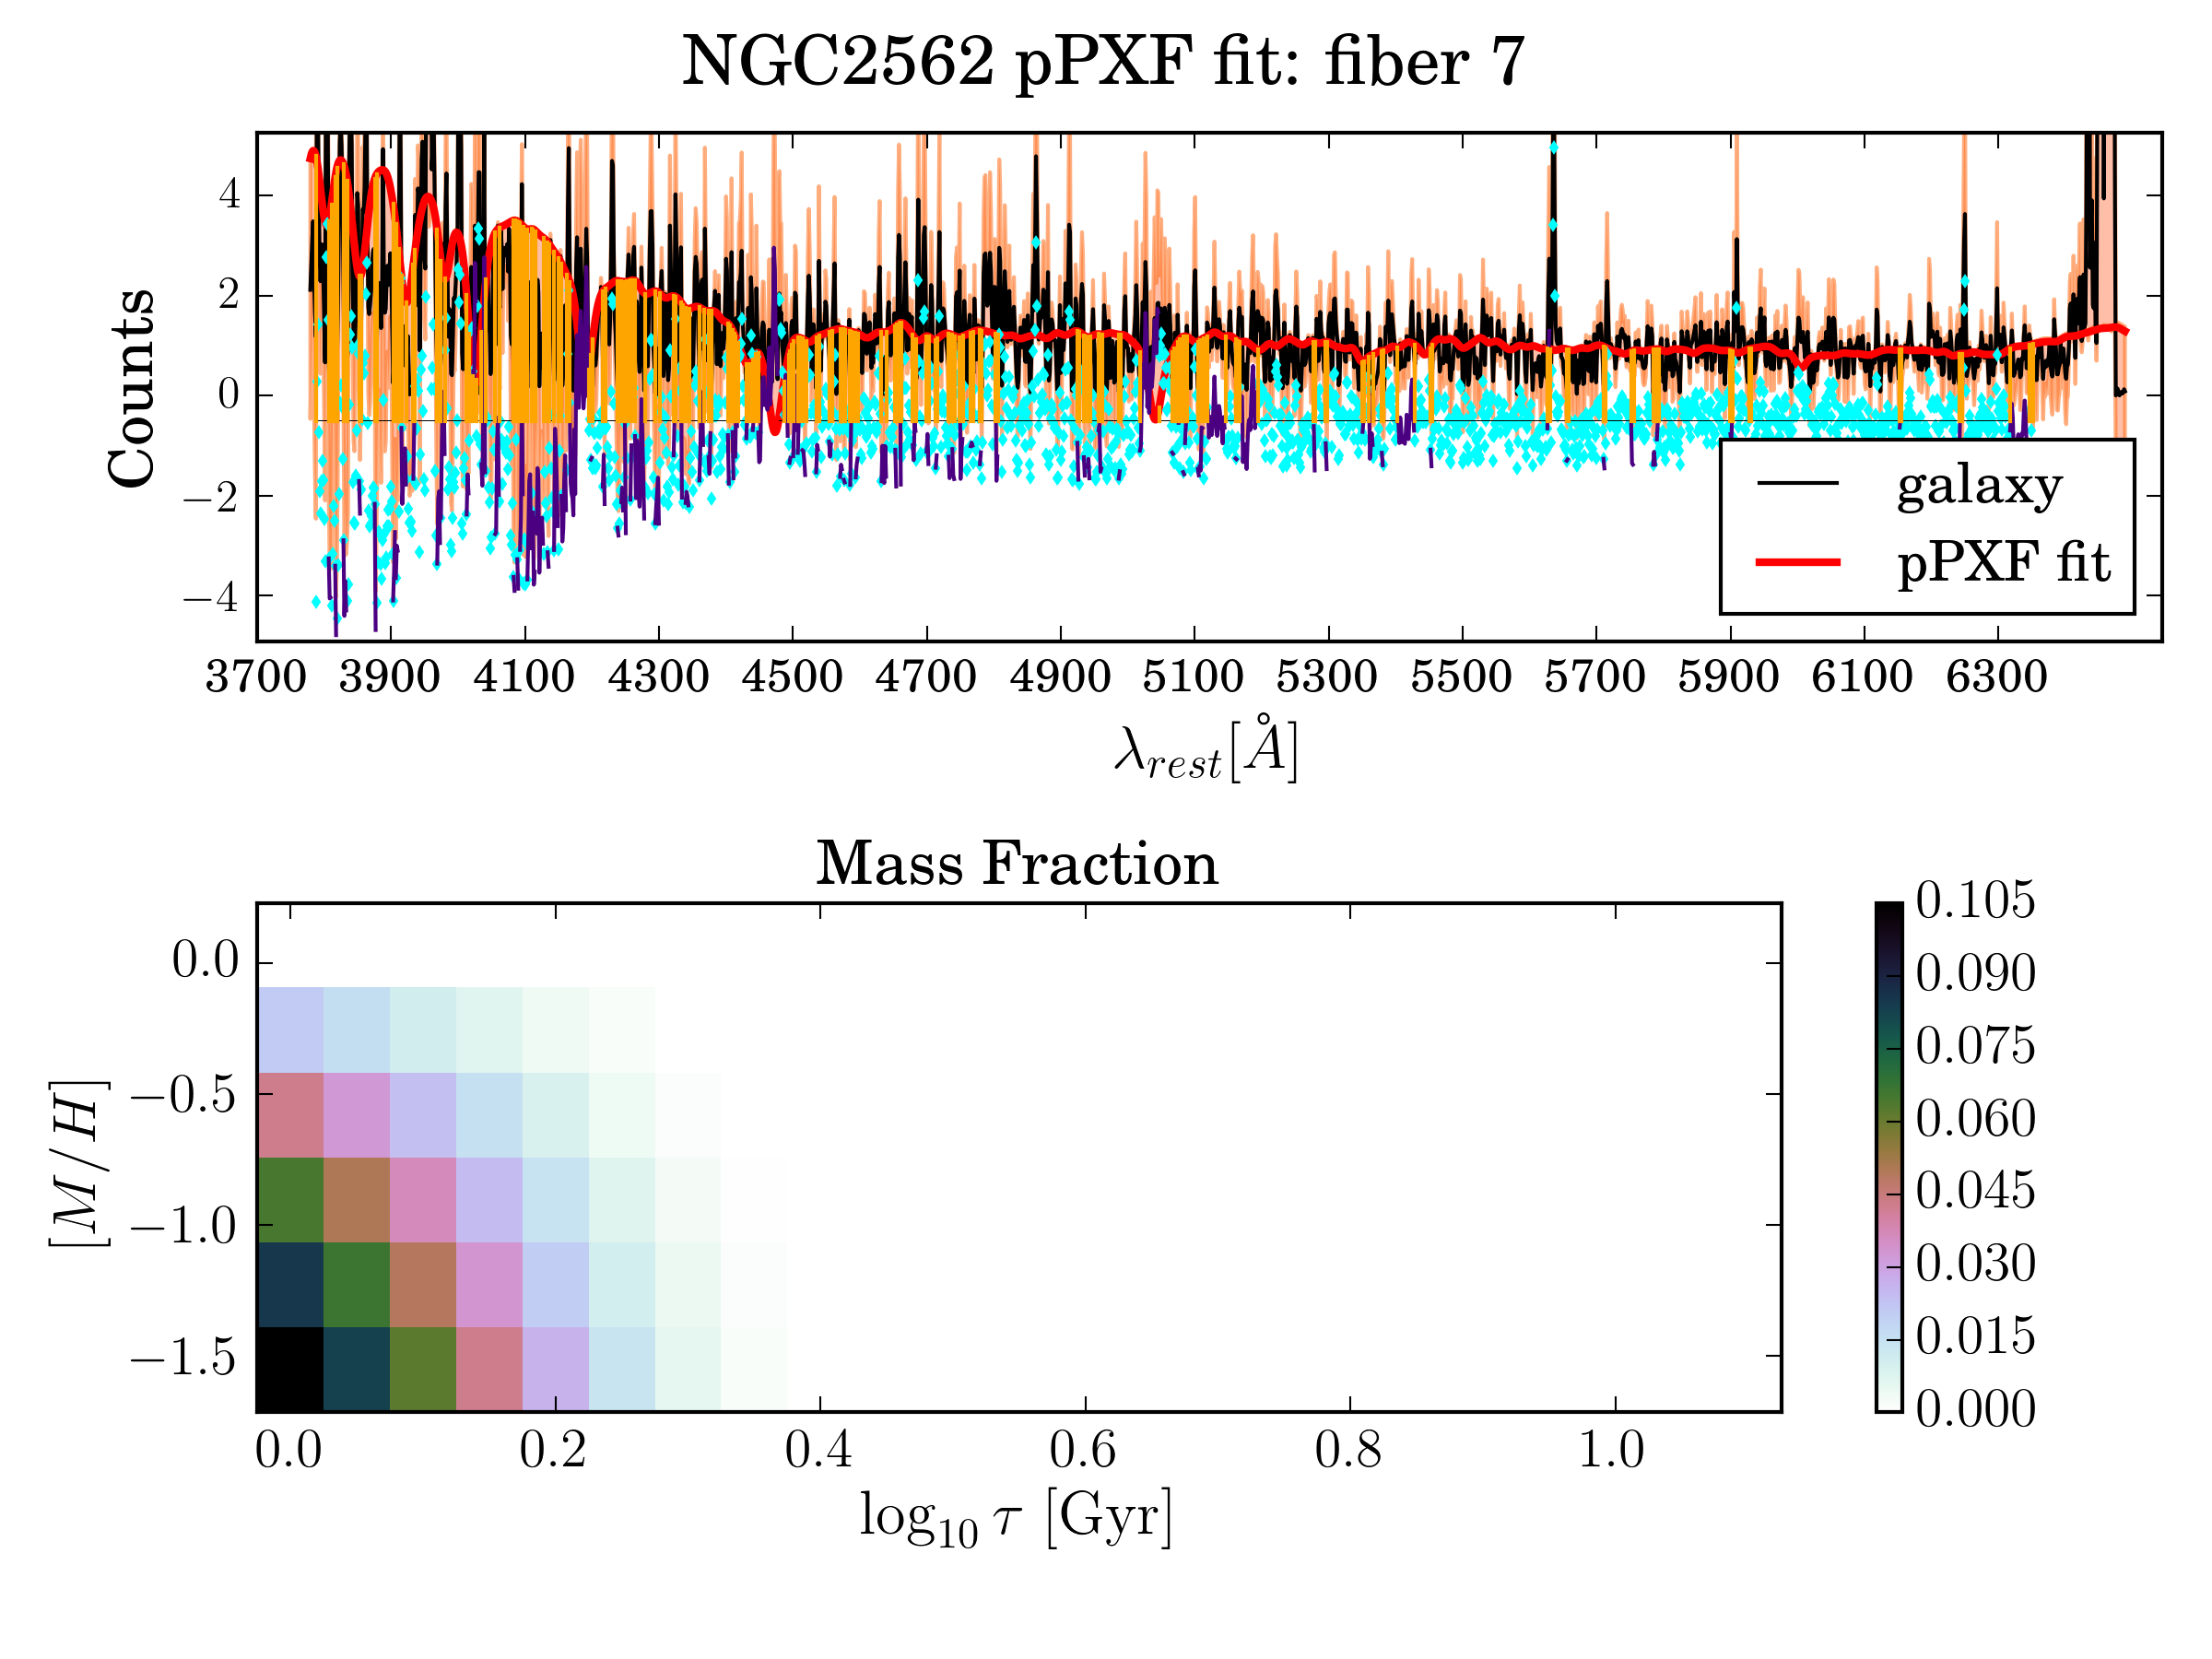 NGC2562 pPXF fit: fiber 7
Counts
4
2
0
−2
−4
galaxy
pPXF fit
3700 3900 4100 4300 4500 4700 4900 5100 5300 5500 5700 5900 6100 6300
λrest[Å]
Mass Fraction
[M/H]
0.0
−0.5
−1.0
−1.5
0.0 0.2 0.4 0.6 0.8 1.0
log10 τ [Gyr]
0.105
0.090
0.075
0.060
0.045
0.030
0.015
0.000